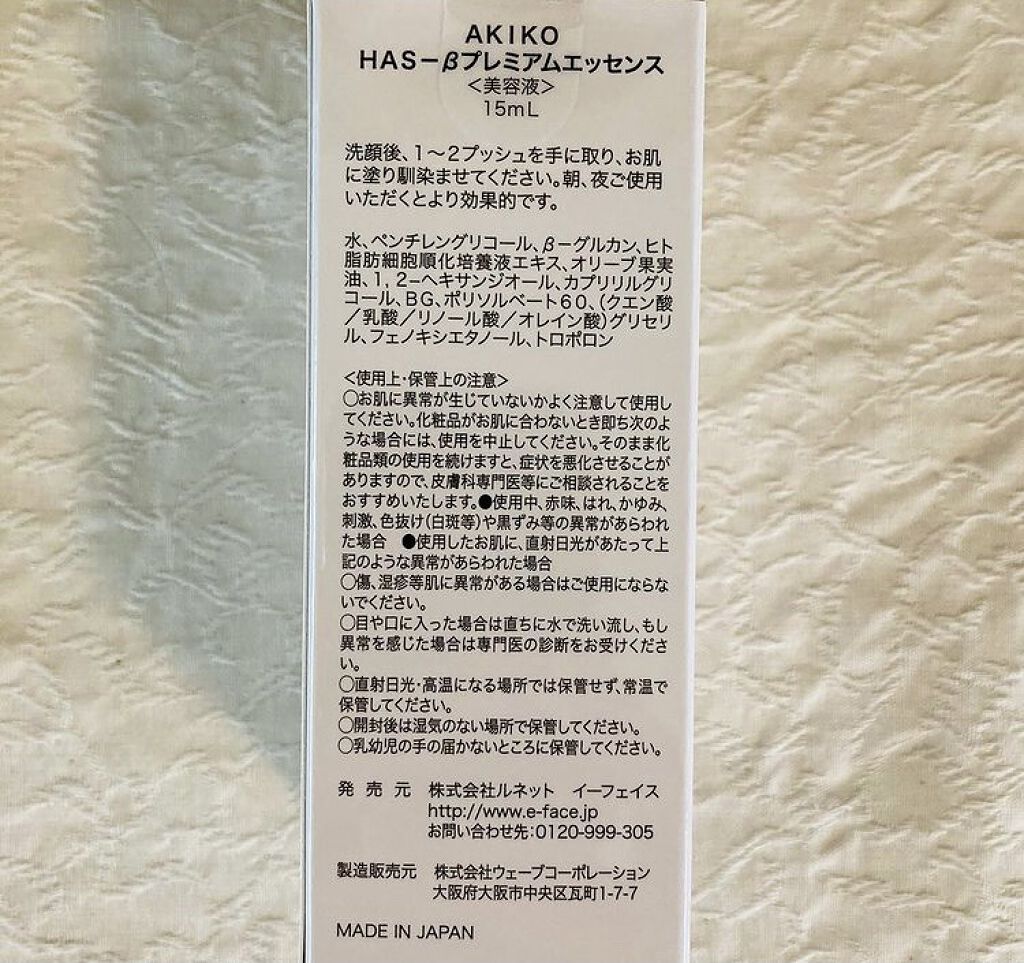 AKIKO
HAS－βプレミアムエッセンス
＜美容液＞
15mL
洗顔後、1～2プッシュを手に取り、お肌
に塗り馴染ませてください。朝、夜ご使用
いただくとより効果的です。
水、ペンチレングリコール、β－グルカン、ヒト
脂肪細胞順化培養液エキス、オリーブ果実
油、1，2－ヘキサンジオール、カプリリルグリ
コール、BG、ポリソルベート60、（クエン酸
／乳酸／リノール酸／オレイン酸）グリセリ
ル、フェノキシエタノール、トロポロン
＜使用上・保管上の注意＞
○お肌に異常が生じていないかよく注意して使用し
てください。化粧品がお肌に合わないとき即ち次のよ
うな場合には、使用を中止してください。そのまま化
粧品類の使用を続けますと、症状を悪化させることが
ありますので、皮膚科専門医等にご相談されることを
おすすめいたします。●使用中、赤味、はれ、かゆみ、
刺激、色抜け（白斑等）や黒ずみ等の異常があらわれ
た場合　●使用したお肌に、直射日光があたって上
記のような異常があらわれた場合
○傷、湿疹等肌に異常がある場合はご使用にならな
いでください。
○目や口に入った場合は直ちに水で洗い流し、もし
異常を感じた場合は専門医の診断をお受けくださ
い。
○直射日光・高温になる場所では保管せず、常温で
保管してください。
○開封後は湿気のない場所で保管してください。
○乳幼児の手の届かないところに保管してください。
発売元　株式会社ルネット　イーフェイス
http://www.e-face.jp
お問い合わせ先：0120-999-305
製造販売元　株式会社ウェーブコーポレーション
大阪府大阪市中央区瓦町1-7-7
MADE IN JAPAN